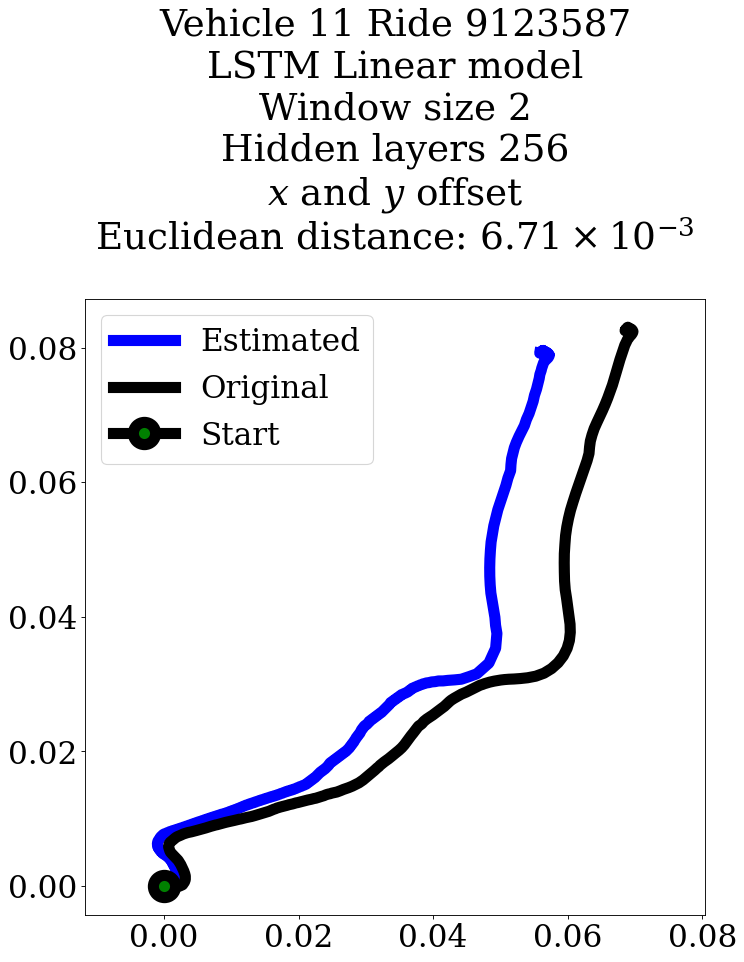 Vehicle 11 Ride 9123587
LSTM Linear model
Window size 2
Hidden layers 256
x and y offset
Euclidean distance: 6.71 × 10⁻³
Estimated
Original
Start
0.08
0.06
0.04
0.02
0.00
0.00 0.02 0.04 0.06 0.08